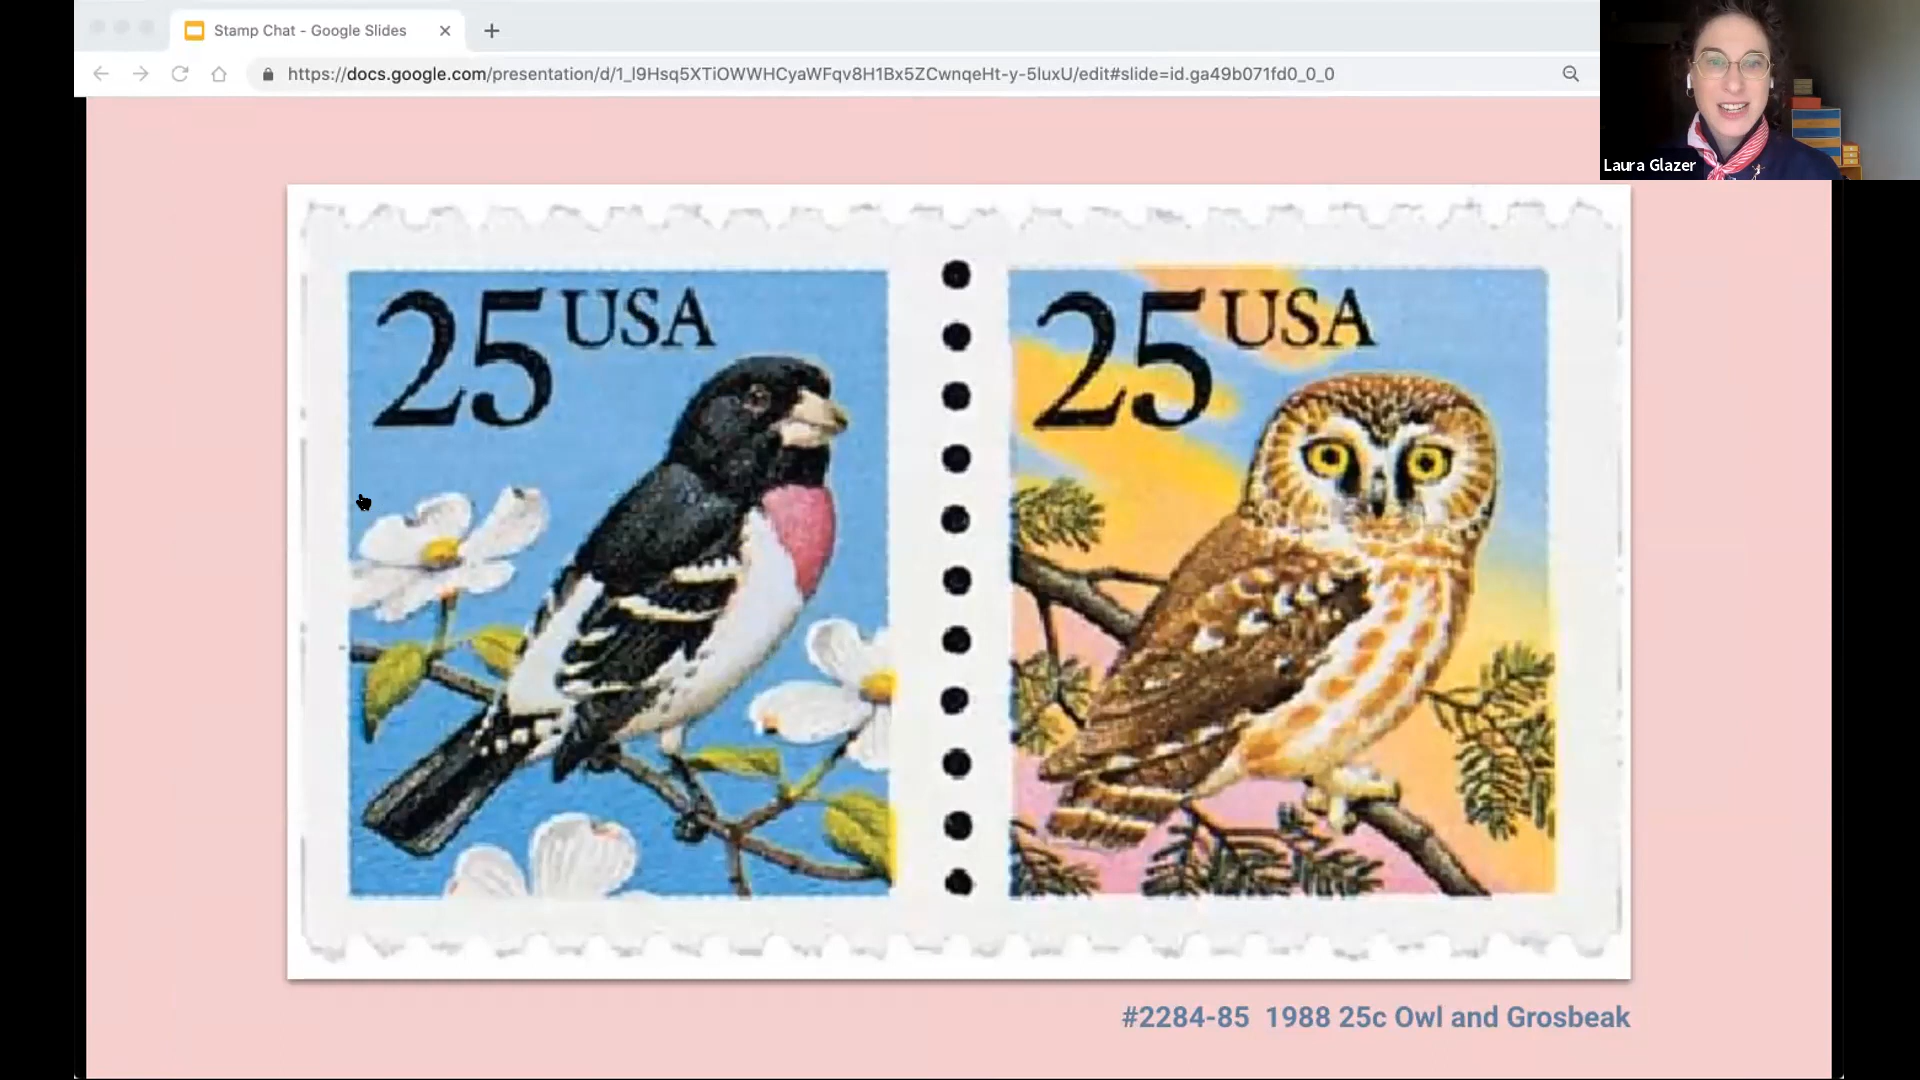 Stamp Chat - Google Slides
https://docs.google.com/presentation/d/1_I9Hsq5XTiOWWHCyaWFqv8H1Bx5ZCwnqeHt-y-5luxU/edit#slide=id.ga49b071fd0_0_0
Laura Glazer
25 USA
25 USA
#2284-85 1988 25c Owl and Grosbeak